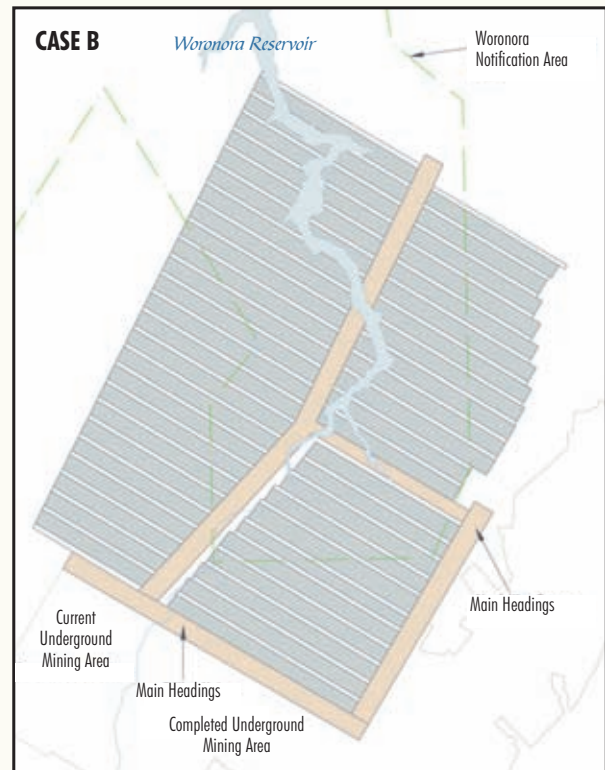 CASE B
Woronora Reservoir
Woronora
Notification Area
Main Headings
Current
Underground
Mining Area
Main Headings
Completed Underground
Mining Area